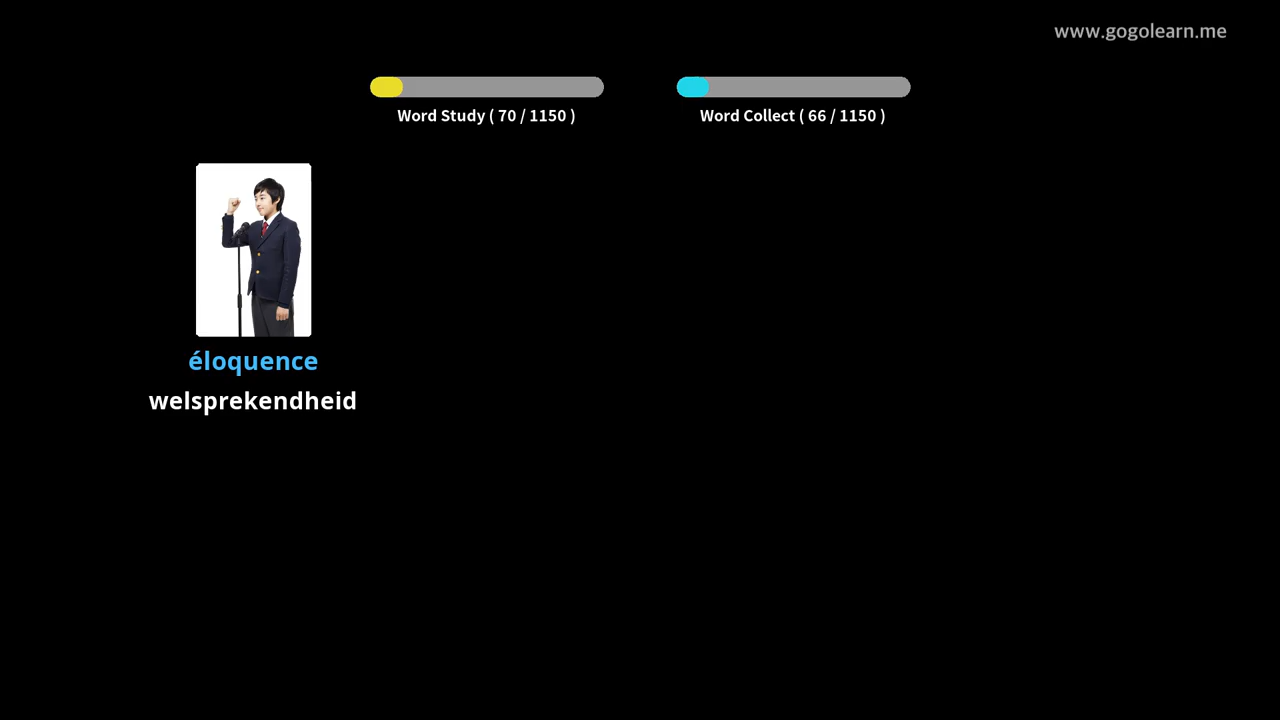 www.gogolearn.me
Word Study ( 70 / 1150 )
Word Collect ( 66 / 1150 )
éloquence
welsprekendheid